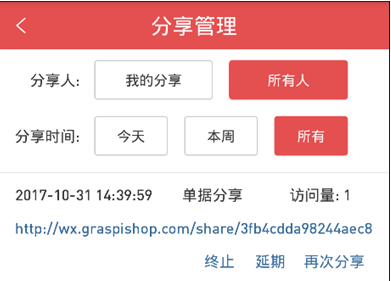 分享管理
分享人: 我的分享 所有人
分享时间: 今天 本周 所有
2017-10-31 14:39:59 单据分享 访问量: 1
http://wx.graspishop.com/share/3fb4cdda98244aec8
终止 延期 再次分享